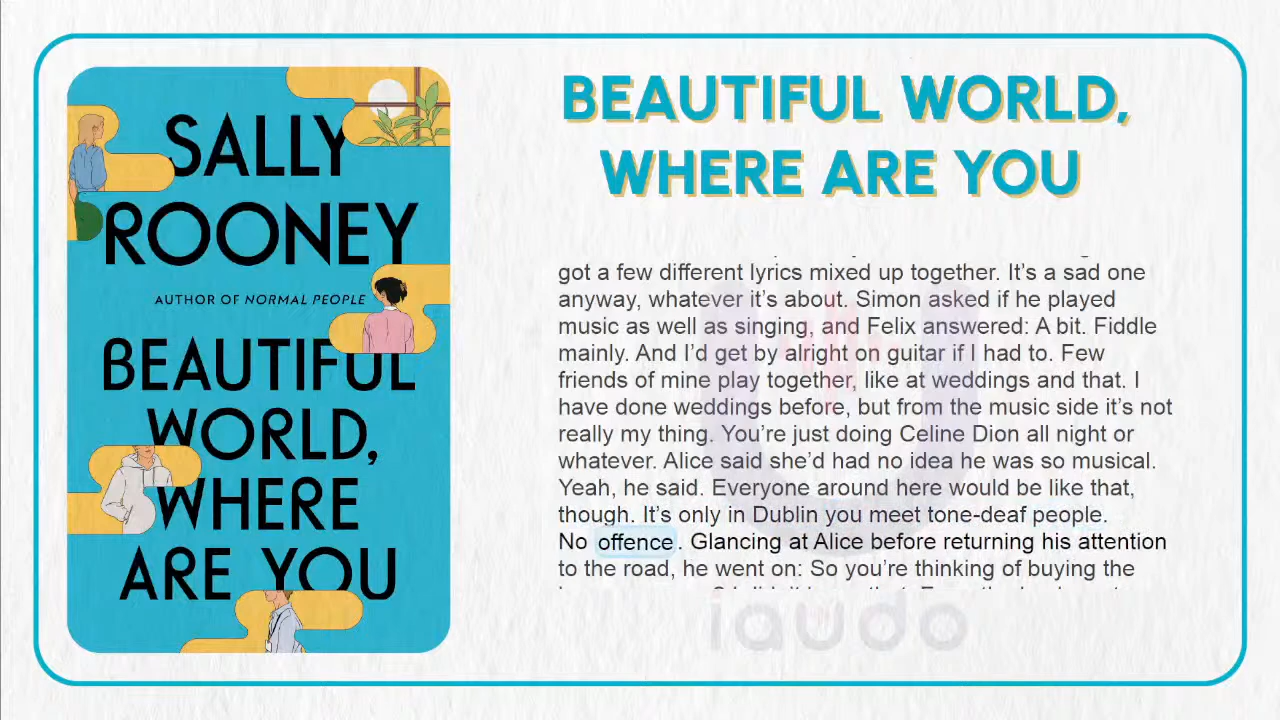 SALLY
ROONEY
AUTHOR OF NORMAL PEOPLE
BEAUTIFUL
WORLD,
WHERE
ARE YOU
BEAUTIFUL WORLD,
WHERE ARE YOU
got a few different lyrics mixed up together. It’s a sad one
anyway, whatever it’s about. Simon asked if he played
music as well as singing, and Felix answered: A bit. Fiddle
mainly. And I’d get by alright on guitar if I had to. Few
friends of mine play together, like at weddings and that. I
have done weddings before, but from the music side it’s not
really my thing. You’re just doing Celine Dion all night or
whatever. Alice said she’d had no idea he was so musical.
Yeah, he said. Everyone around here would be like that,
though. It’s only in Dublin you meet tone-deaf people.
No offence. Glancing at Alice before returning his attention
to the road, he went on: So you’re thinking of buying the
iaudo